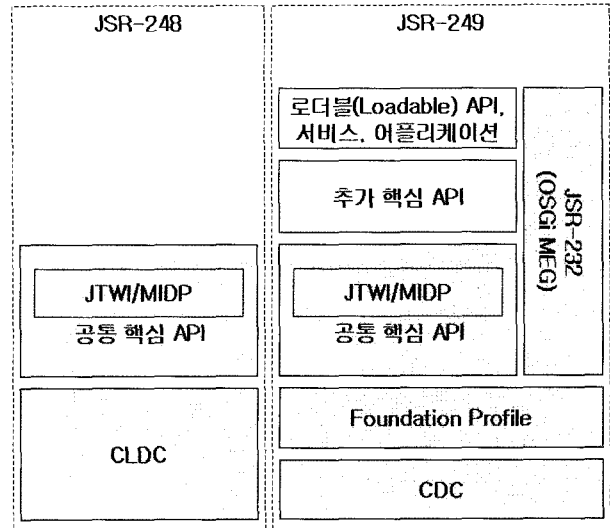 JSR-248
JTWI/MIDP
공통 핵심 API
CLDC
JSR-249
로더블(Loadable) API,
서비스, 어플리케이션
추가 핵심 API
JTWI/MIDP
공통 핵심 API
JSR-232
(OSGi MEG)
Foundation Profile
CDC